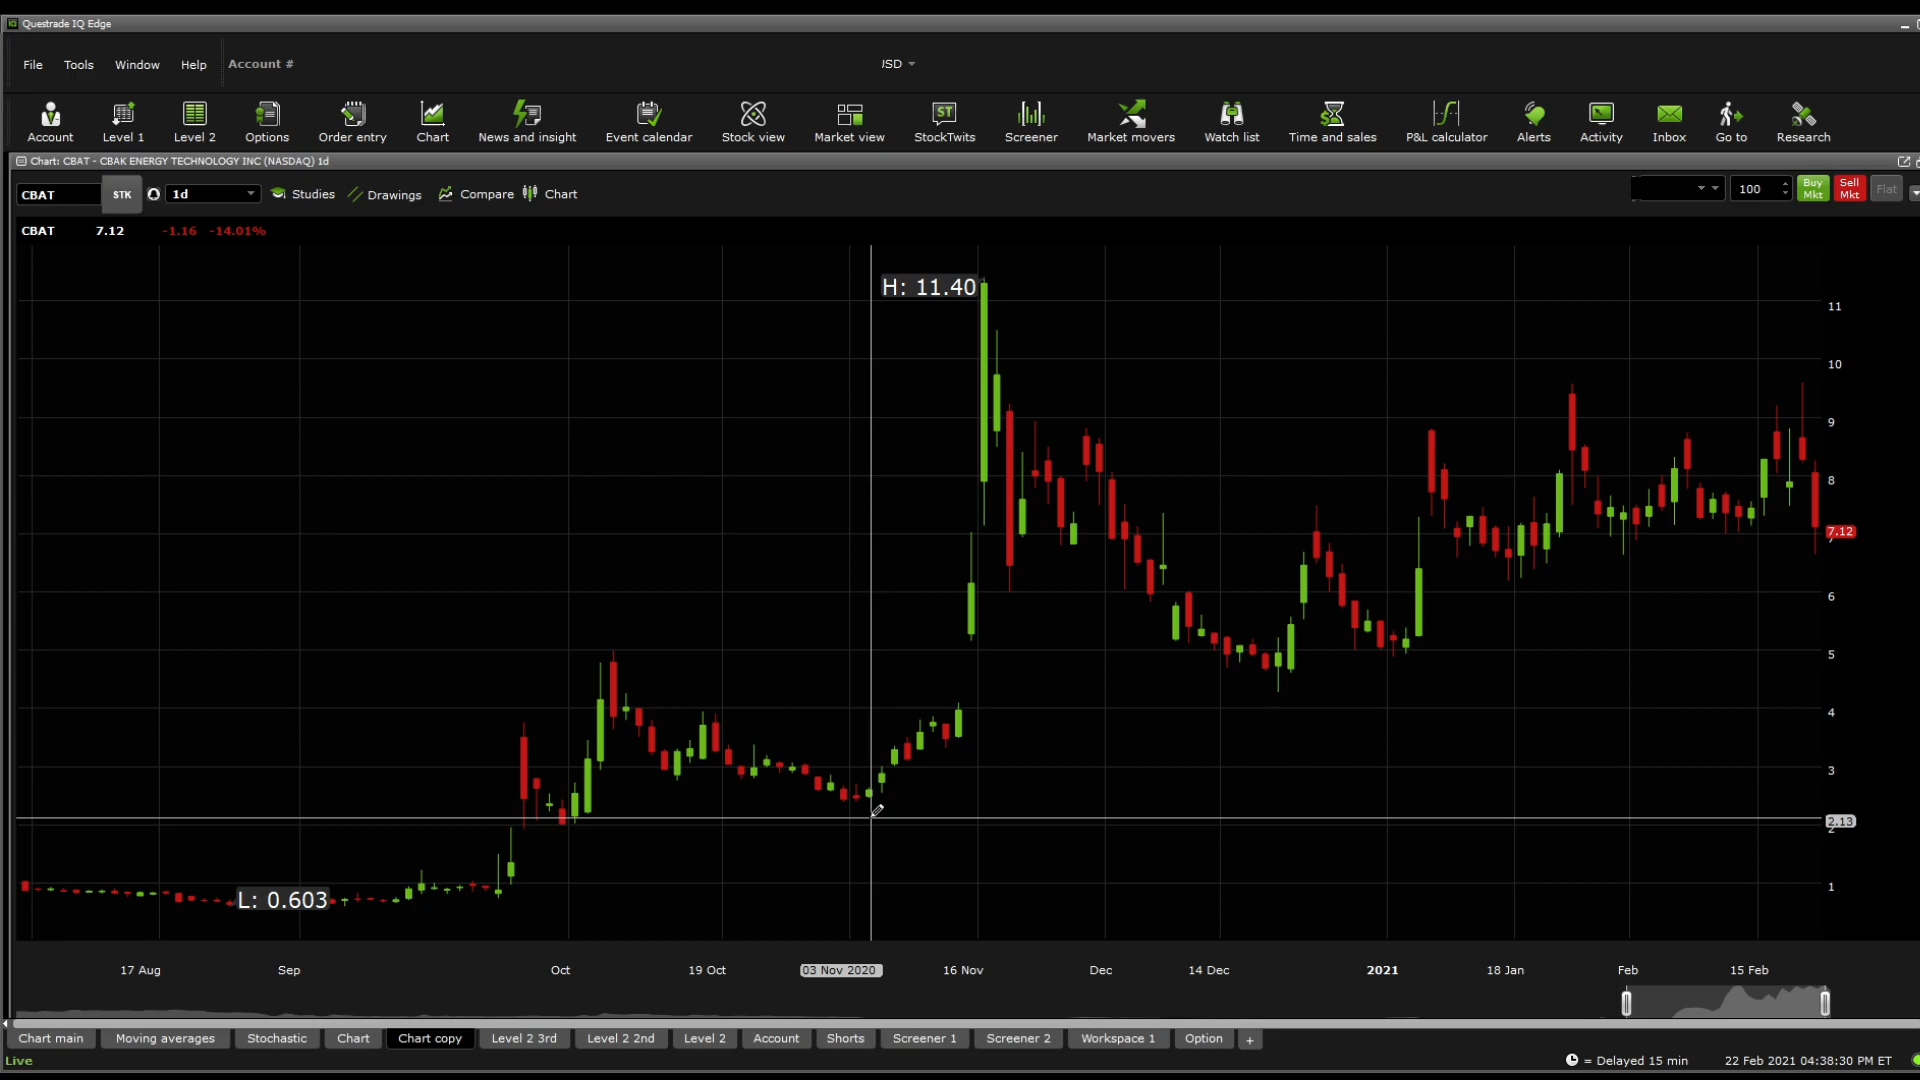 Questrade IQ Edge
File Tools Window Help Account # JSD
Account Level 1 Level 2 Options Order entry Chart News and insight Event calendar Stock view Market view StockTwits Screener Market movers Watch list Time and sales P&L calculator Alerts Activity Inbox Go to Research
Chart: CBAT - CBAK ENERGY TECHNOLOGY INC (NASDAQ) 1d
CBAT STK 1d Studies Drawings Compare Chart 100 Buy Mkt Sell Mkt Flat
CBAT 7.12 -1.16 -14.01%
H: 11.40
11
10
9
8
7.12
7
6
5
4
3
2.13
2
1
L: 0.603
17 Aug Sep Oct 19 Oct 03 Nov 2020 16 Nov Dec 14 Dec 2021 18 Jan Feb 15 Feb
Chart main Moving averages Stochastic Chart Chart copy Level 2 3rd Level 2 2nd Level 2 Account Shorts Screener 1 Screener 2 Workspace 1 Option +
Live = Delayed 15 min 22 Feb 2021 04:38:30 PM ET